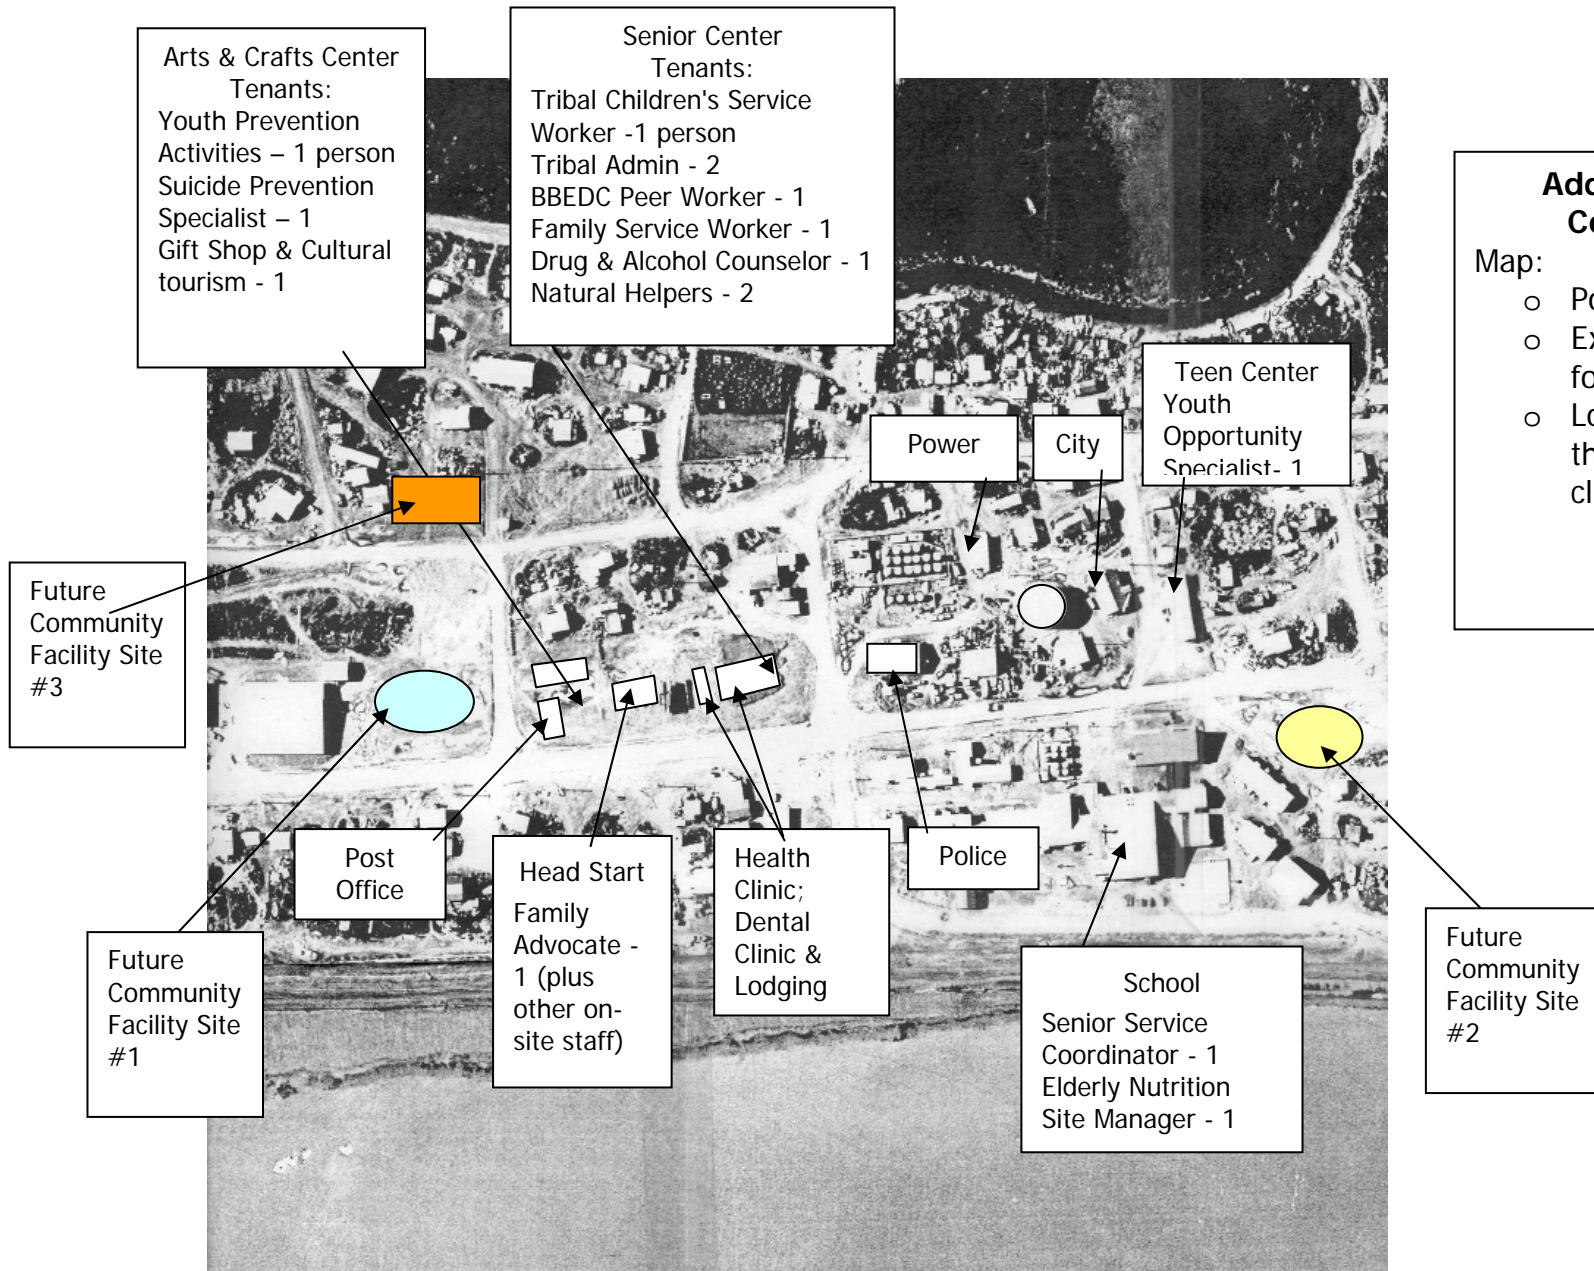 Arts & Crafts Center
Tenants:
Youth Prevention
Activities – 1 person
Suicide Prevention
Specialist – 1
Gift Shop & Cultural
tourism - 1
Senior Center
Tenants:
Tribal Children's Service
Worker -1 person
Tribal Admin - 2
BBEDC Peer Worker - 1
Family Service Worker - 1
Drug & Alcohol Counselor - 1
Natural Helpers - 2
Map:
Teen Center
Youth
Opportunity
Specialist- 1
Power
City
Future
Community
Facility Site
#3
Post
Office
Head Start
Family
Advocate -
1 (plus
other on-
site staff)
Health
Clinic;
Dental
Clinic &
Lodging
Police
Future
Community
Facility Site
#1
School
Senior Service
Coordinator - 1
Elderly Nutrition
Site Manager - 1
Future
Community
Facility Site
#2